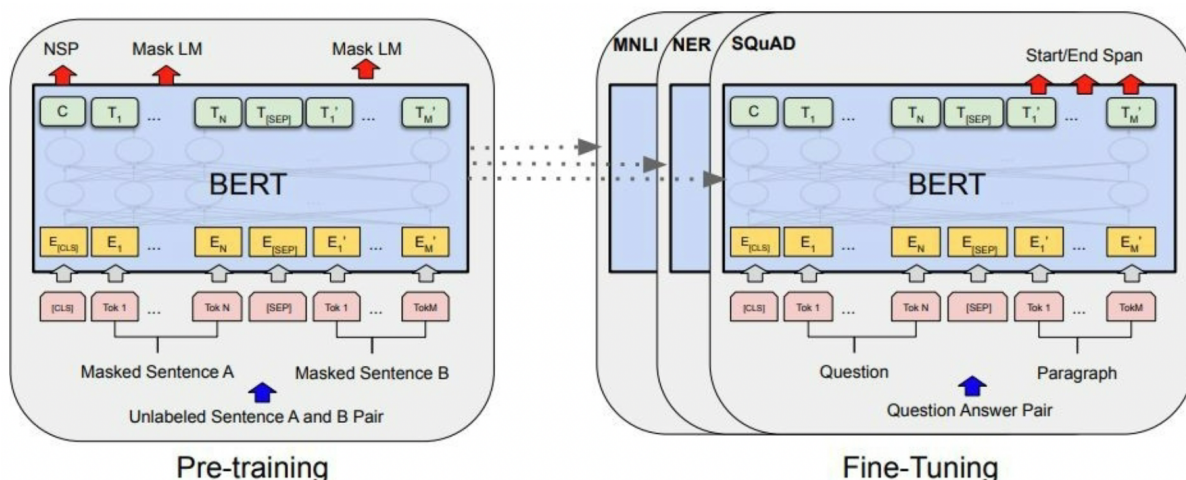 NSP Mask LM Mask LM
C T1 ... TN T[SEP] T1' ... TM'
BERT
E[CLS] E1 ... EN E[SEP] E1' ... EM'
[CLS] Tok 1 ... Tok N [SEP] Tok 1 ... TokM
Masked Sentence A Masked Sentence B
Unlabeled Sentence A and B Pair
Pre-training
MNLI NER SQuAD
Start/End Span
C T1 ... TN T[SEP] T1' ... TM'
BERT
E[CLS] E1 ... EN E[SEP] E1' ... EM'
[CLS] Tok 1 ... Tok N [SEP] Tok 1 ... TokM
Question Paragraph
Question Answer Pair
Fine-Tuning